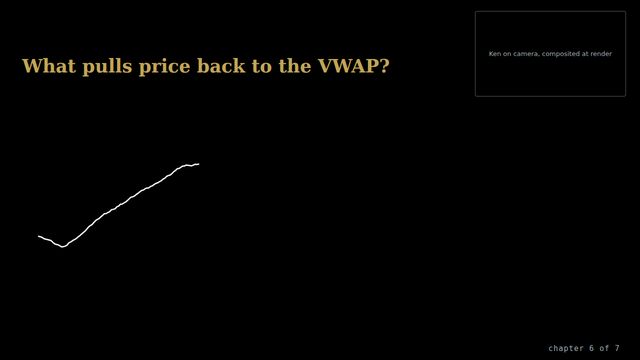 Ken on camera, composited at render
What pulls price back to the VWAP?
chapter 6 of 7